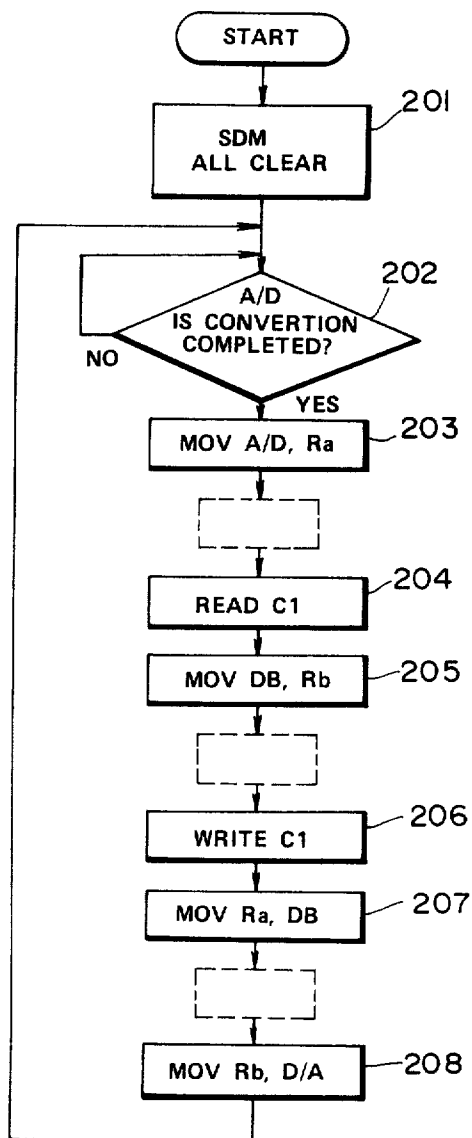 START
201
SDM
ALL CLEAR
202
A/D
IS CONVERTION
COMPLETED?
NO
YES
203
MOV A/D, Ra
204
READ C1
205
MOV DB, Rb
206
WRITE C1
207
MOV Ra, DB
208
MOV Rb, D/A